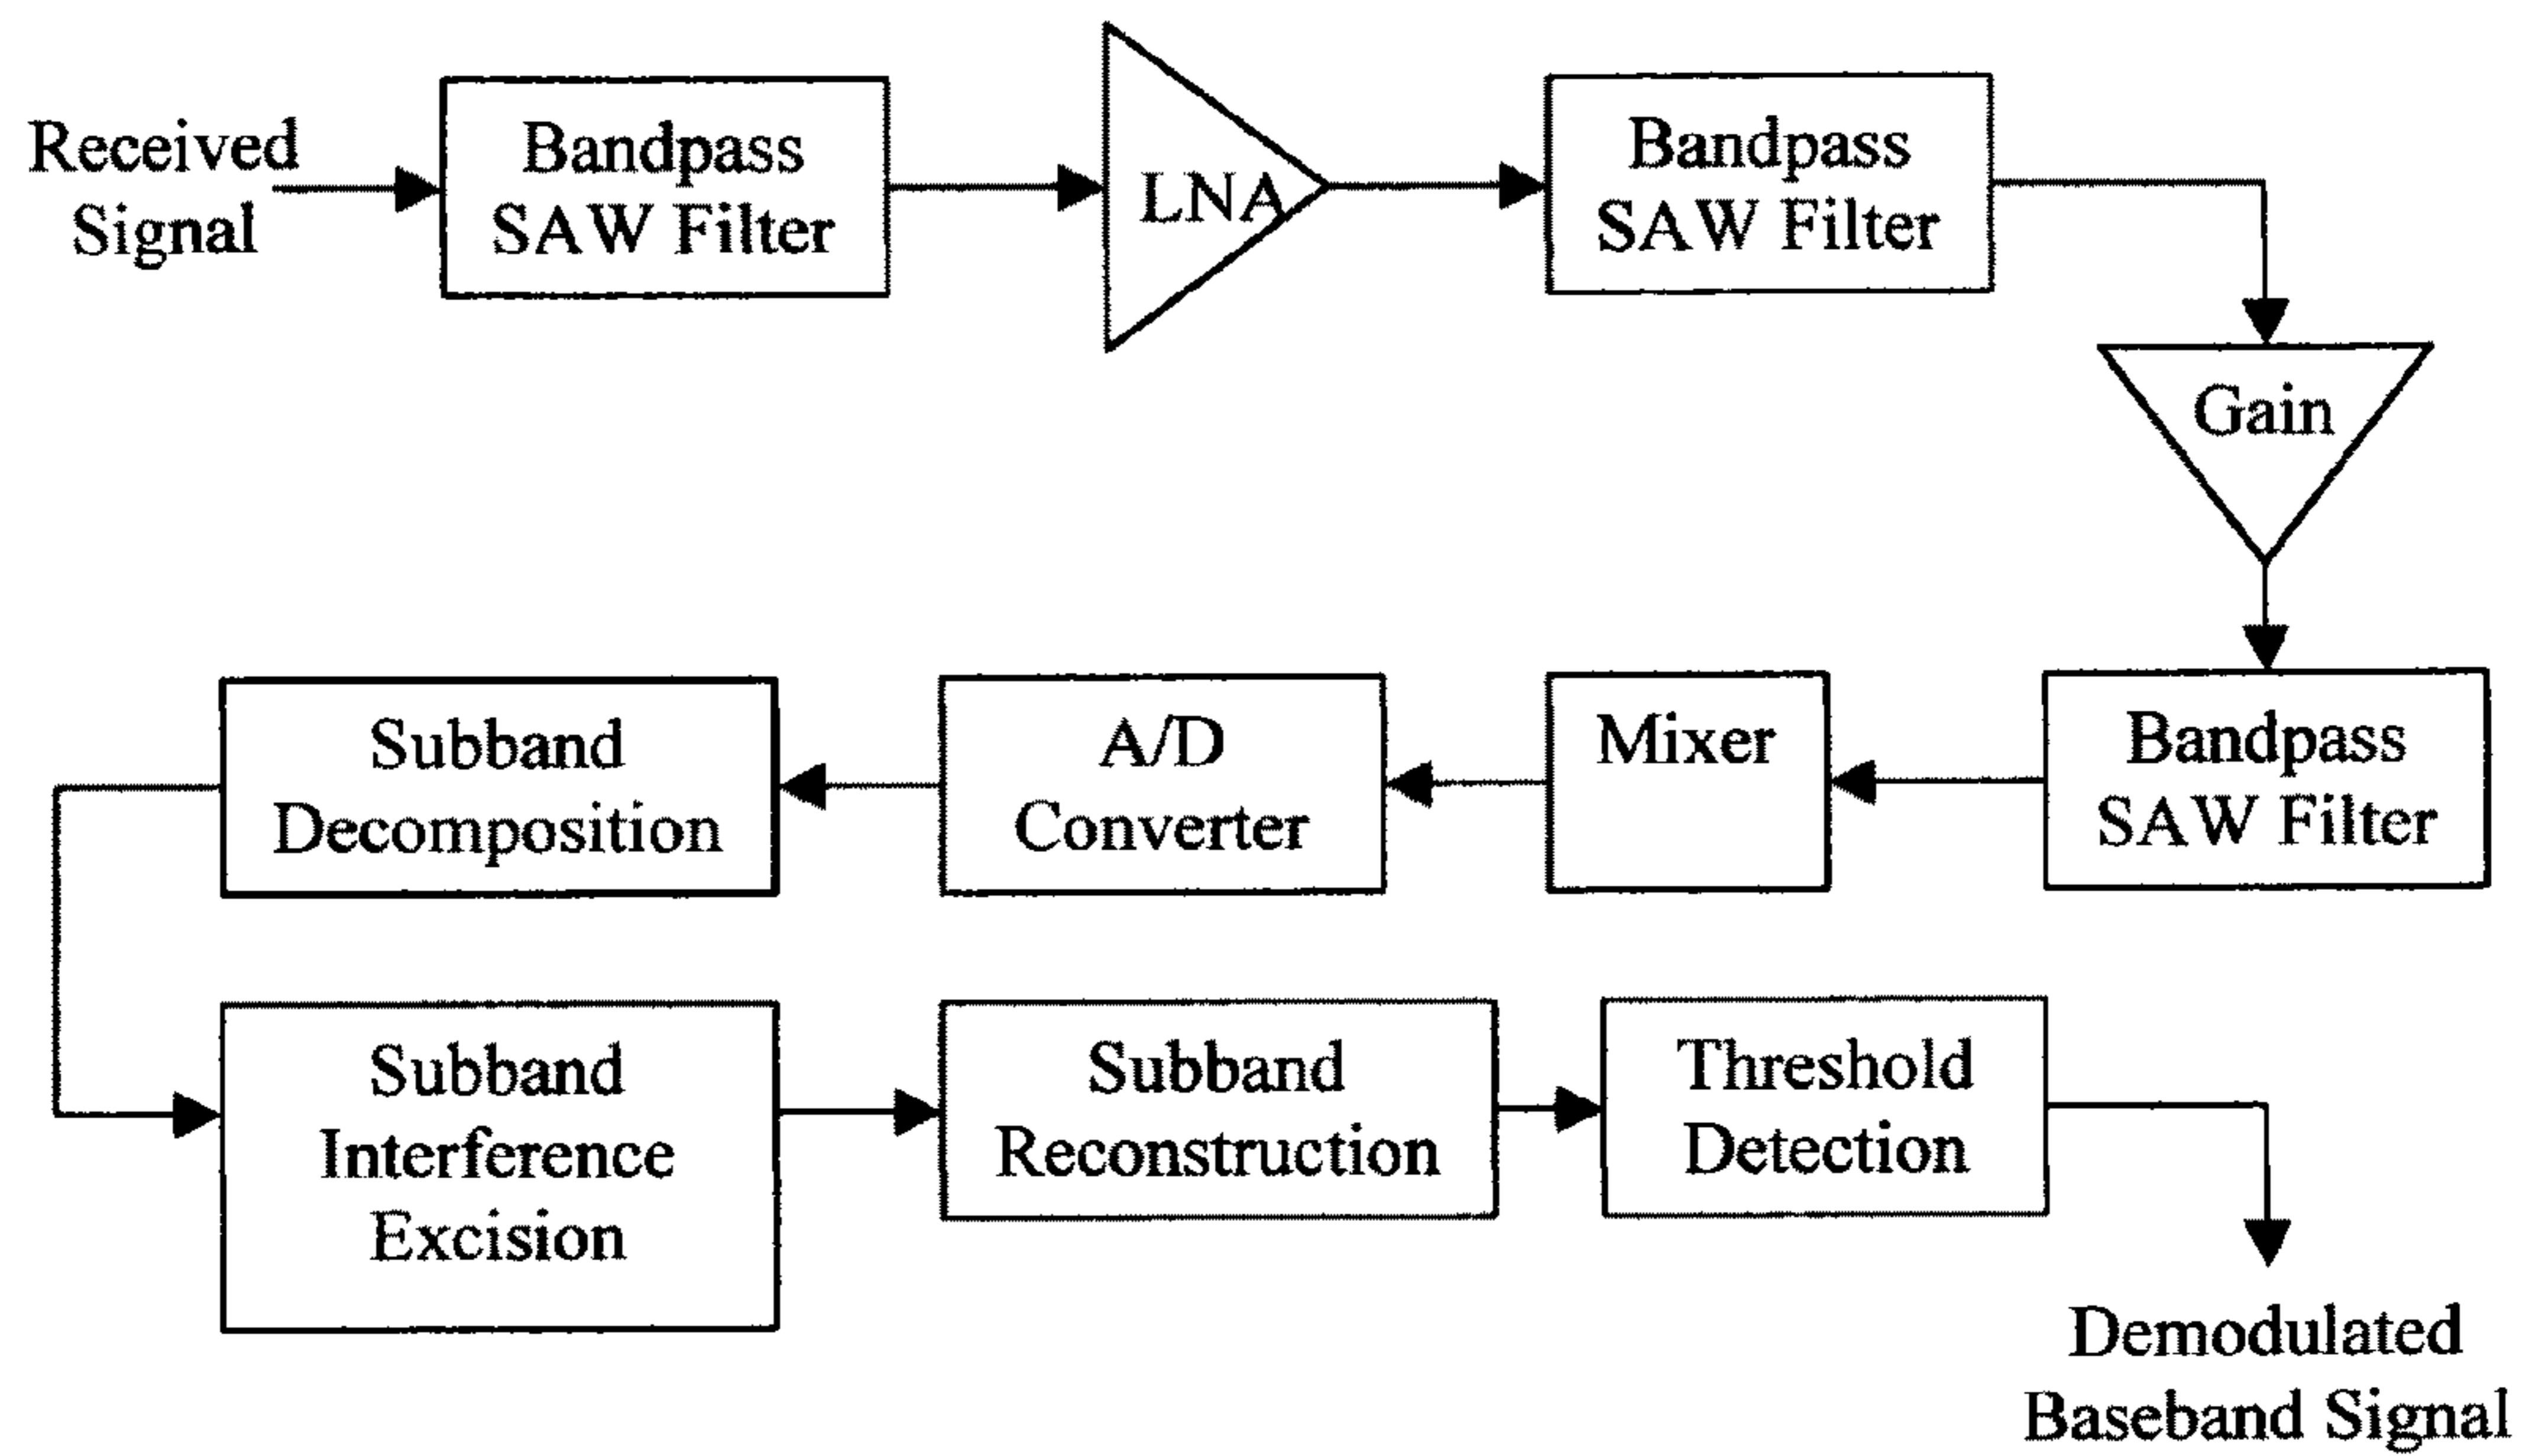 Received
Signal
Bandpass
SAW Filter
LNA
Bandpass
SAW Filter
Gain
Bandpass
SAW Filter
Mixer
A/D
Converter
Subband
Decomposition
Subband
Interference
Excision
Subband
Reconstruction
Threshold
Detection
Demodulated
Baseband Signal